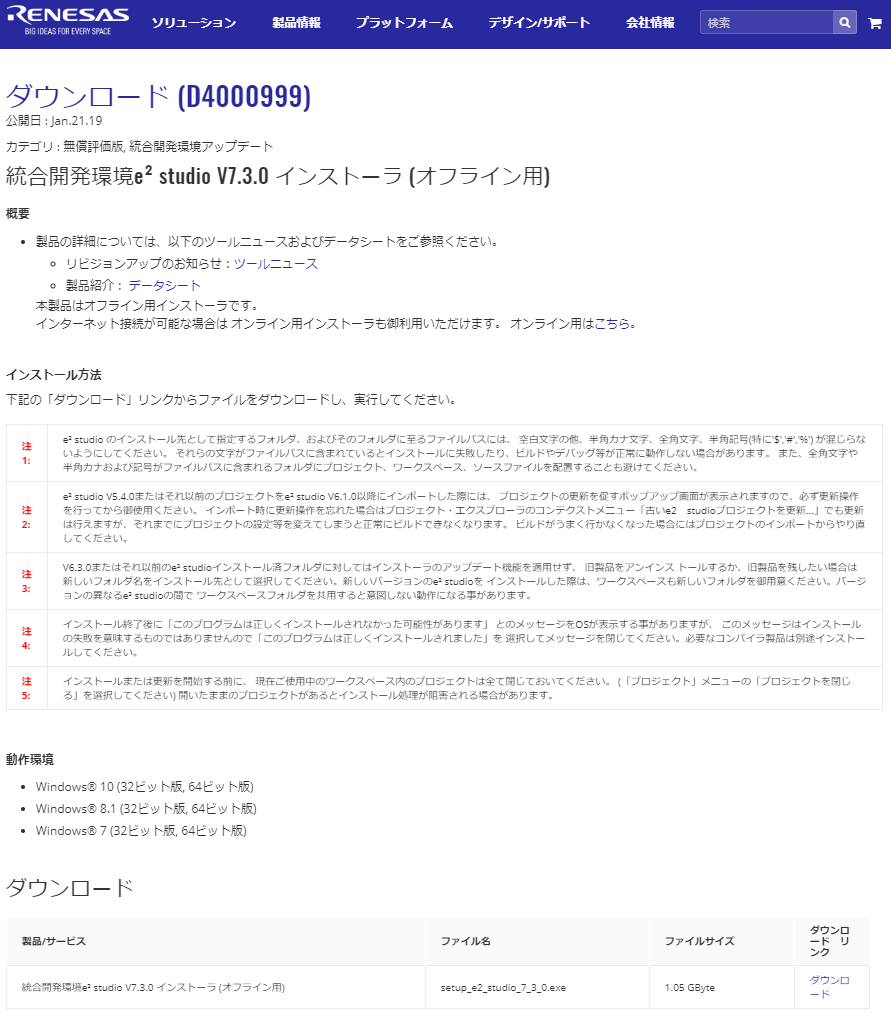 RENESAS
BIG IDEAS FOR EVERY SPACE
ソリューション 製品情報 プラットフォーム デザイン/サポート 会社情報 検索
ダウンロード (D4000999)
公開日 : Jan.21.19
カテゴリ : 無償評価版, 統合開発環境アップデート
統合開発環境e² studio V7.3.0 インストーラ (オフライン用)
概要
• 製品の詳細については、以下のツールニュースおよびデータシートをご参照ください。
リビジョンアップのお知らせ：ツールニュース
製品紹介： データシート
本製品はオフライン用インストーラです。
インターネット接続が可能な場合は オンライン用インストーラも御利用いただけます。 オンライン用はこちら。
インストール方法
下記の「ダウンロード」リンクからファイルをダウンロードし、実行してください。
注1:
e² studio のインストール先として指定するフォルダ、およびそのフォルダに至るファイルパスには、 空白文字の他、半角カナ文字、全角文字、半角記号(特に'$','#','%') が混じらな
いようにしてください。 それらの文字がファイルパスに含まれているとインストールに失敗したり、ビルドやデバッグ等が正常に動作しない場合があります。 また、全角文字や
半角カナおよび記号がファイルパスに含まれるフォルダにプロジェクト、ワークスペース、ソースファイルを配置することも避けてください。
注2:
e² studio V5.4.0またはそれ以前のプロジェクトをe² studio V6.1.0以降にインポートした際には、 プロジェクトの更新を促すポップアップ画面が表示されますので、必ず更新操作
を行ってから御使用ください。 インポート時に更新操作を忘れた場合はプロジェクト・エクスプローラのコンテクストメニュー「古いe2　studioプロジェクトを更新...」でも更新
は行えますが、それまでにプロジェクトの設定等を変えてしまうと正常にビルドできなくなります。 ビルドがうまく行かなくなった場合にはプロジェクトのインポートからやり直
してください。
注3:
V6.3.0またはそれ以前のe² studioインストール済フォルダに対してはインストーラのアップデート機能を適用せず、 旧製品をアンインス トールするか、旧製品を残したい場合は
新しいフォルダ名をインストール先として選択してください。新しいバージョンのe² studioを インストールした際は、ワークスペースも新しいフォルダを御用意ください。バージ
ョンの異なるe² studioの間で ワークスペースフォルダを共用すると意図しない動作になる事があります。
注4:
インストール終了後に「このプログラムは正しくインストールされなかった可能性があります」 とのメッセージをOSが表示する事がありますが、 このメッセージはインストール
の失敗を意味するものではありませんので「このプログラムは正しくインストールされました」を 選択してメッセージを閉じてください。必要なコンパイラ製品は別途インストー
ルしてください。
注5:
インストールまたは更新を開始する前に、 現在ご使用中のワークスペース内のプロジェクトは全て閉じておいてください。 (「プロジェクト」メニューの「プロジェクトを閉じ
る」を選択してください) 開いたままのプロジェクトがあるとインストール処理が阻害される場合があります。
動作環境
• Windows® 10 (32ビット版, 64ビット版)
• Windows® 8.1 (32ビット版, 64ビット版)
• Windows® 7 (32ビット版, 64ビット版)
ダウンロード
製品/サービス ファイル名 ファイルサイズ ダウンロード リンク
統合開発環境e² studio V7.3.0 インストーラ (オフライン用) setup_e2_studio_7_3_0.exe 1.05 GByte ダウンロード